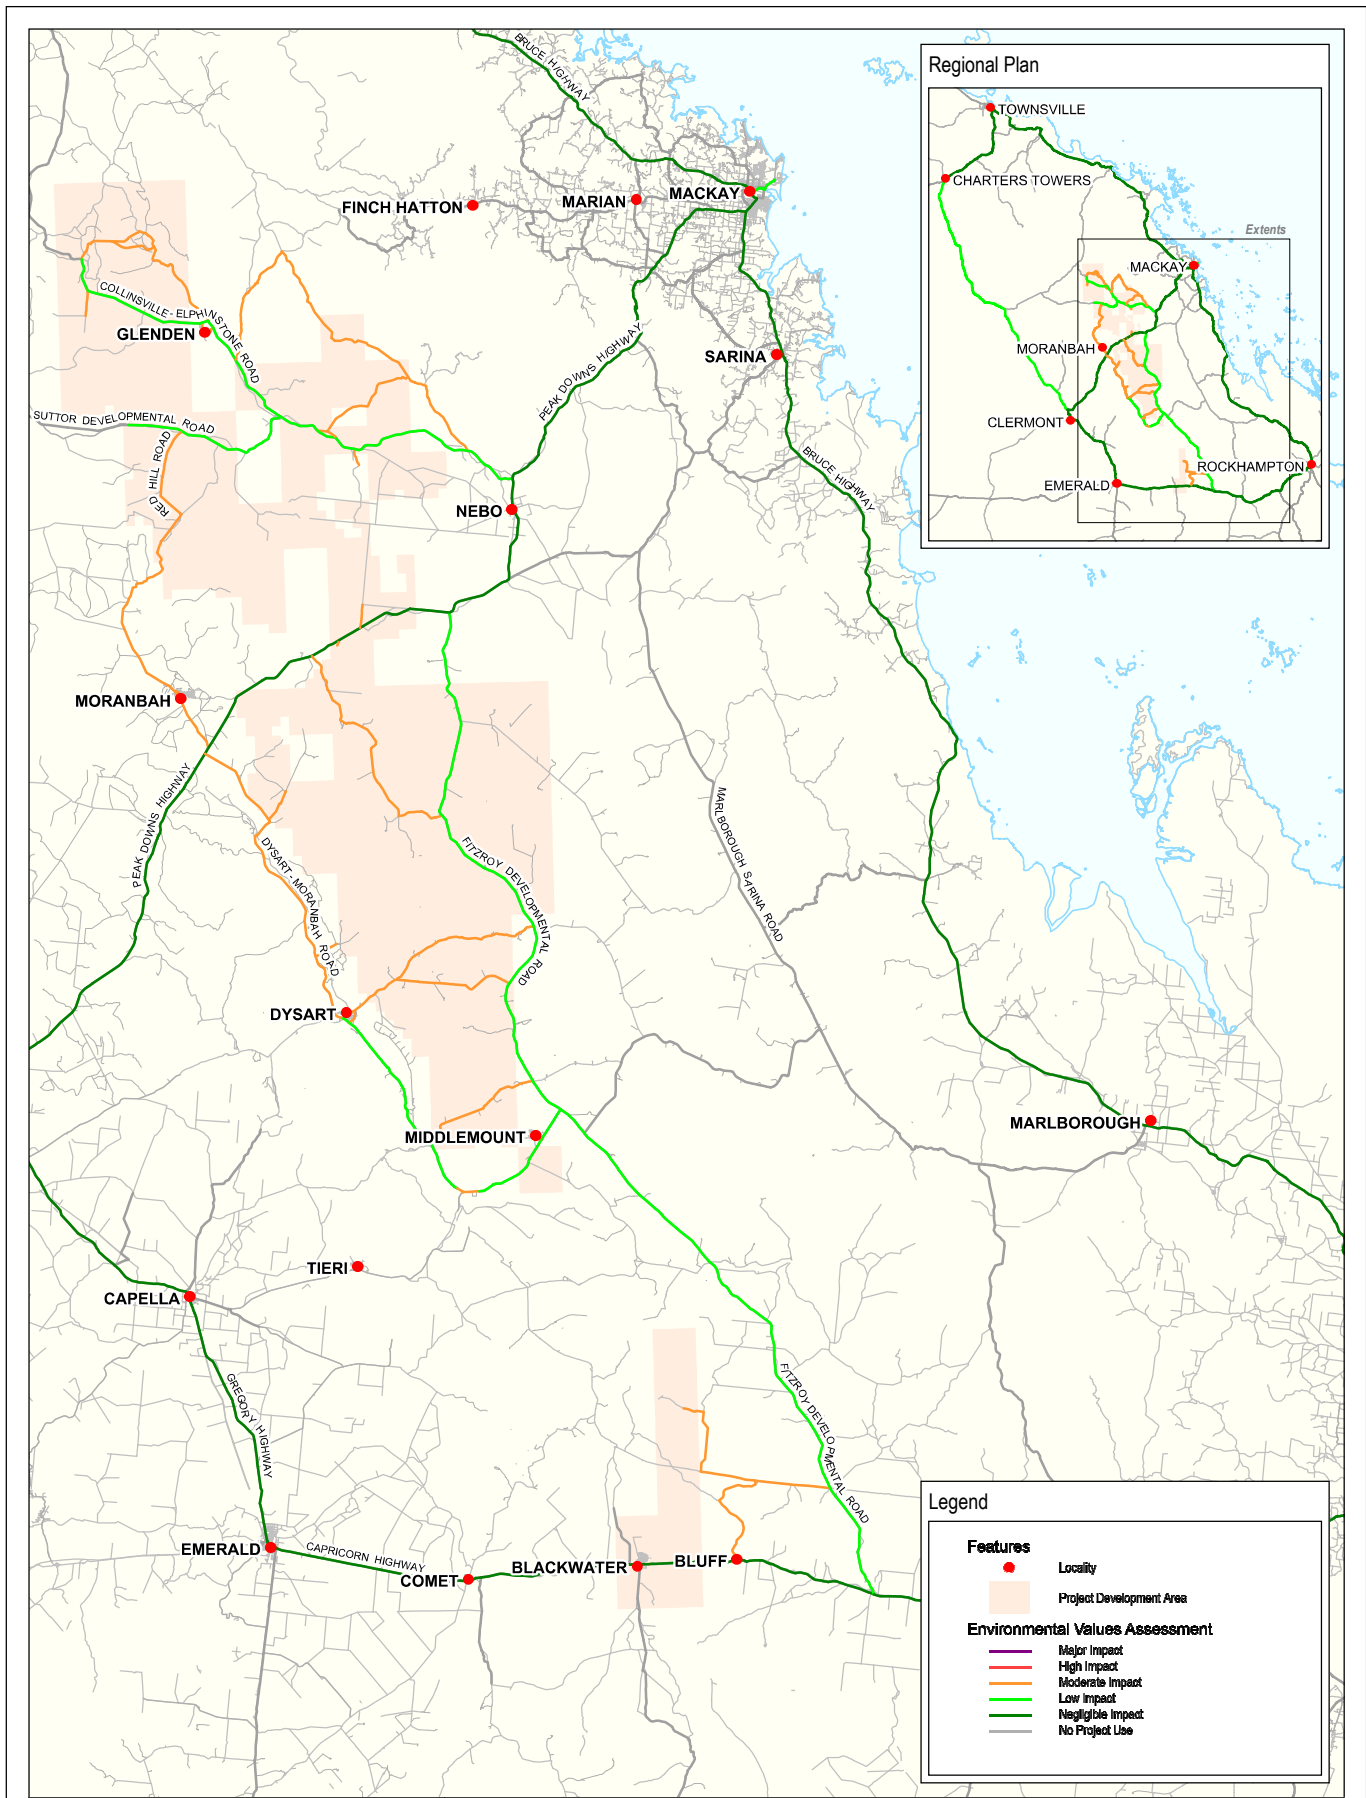 BRUCE HIGHWAY
Regional Plan
TOWNSVILLE
CHARTERS TOWERS
Extents
MACKAY
MORANBAH
CLERMONT
ROCKHAMPTON
EMERALD
FINCH HATTON
MARIAN
MACKAY
COLLINSVILLE - ELPHINSTONE ROAD
GLENDEN
PEAK DOWNS HIGHWAY
SARINA
SUTTOR DEVELOPMENTAL ROAD
RED HILL ROAD
BRUCE HIGHWAY
NEBO
MORANBAH
PEAK DOWNS HIGHWAY
MARLBOROUGH SARINA ROAD
DYSART - MORANBAH ROAD
FITZROY DEVELOPMENTAL ROAD
DYSART
MIDDLEMOUNT
MARLBOROUGH
TIERI
CAPELLA
GREGORY HIGHWAY
FITZROY DEVELOPMENTAL ROAD
EMERALD
CAPRICORN HIGHWAY
COMET
BLACKWATER
BLUFF
Legend
Features
Locality
Project Development Area
Environmental Values Assessment
Major Impact
High Impact
Moderate Impact
Low Impact
Negligible Impact
No Project Use